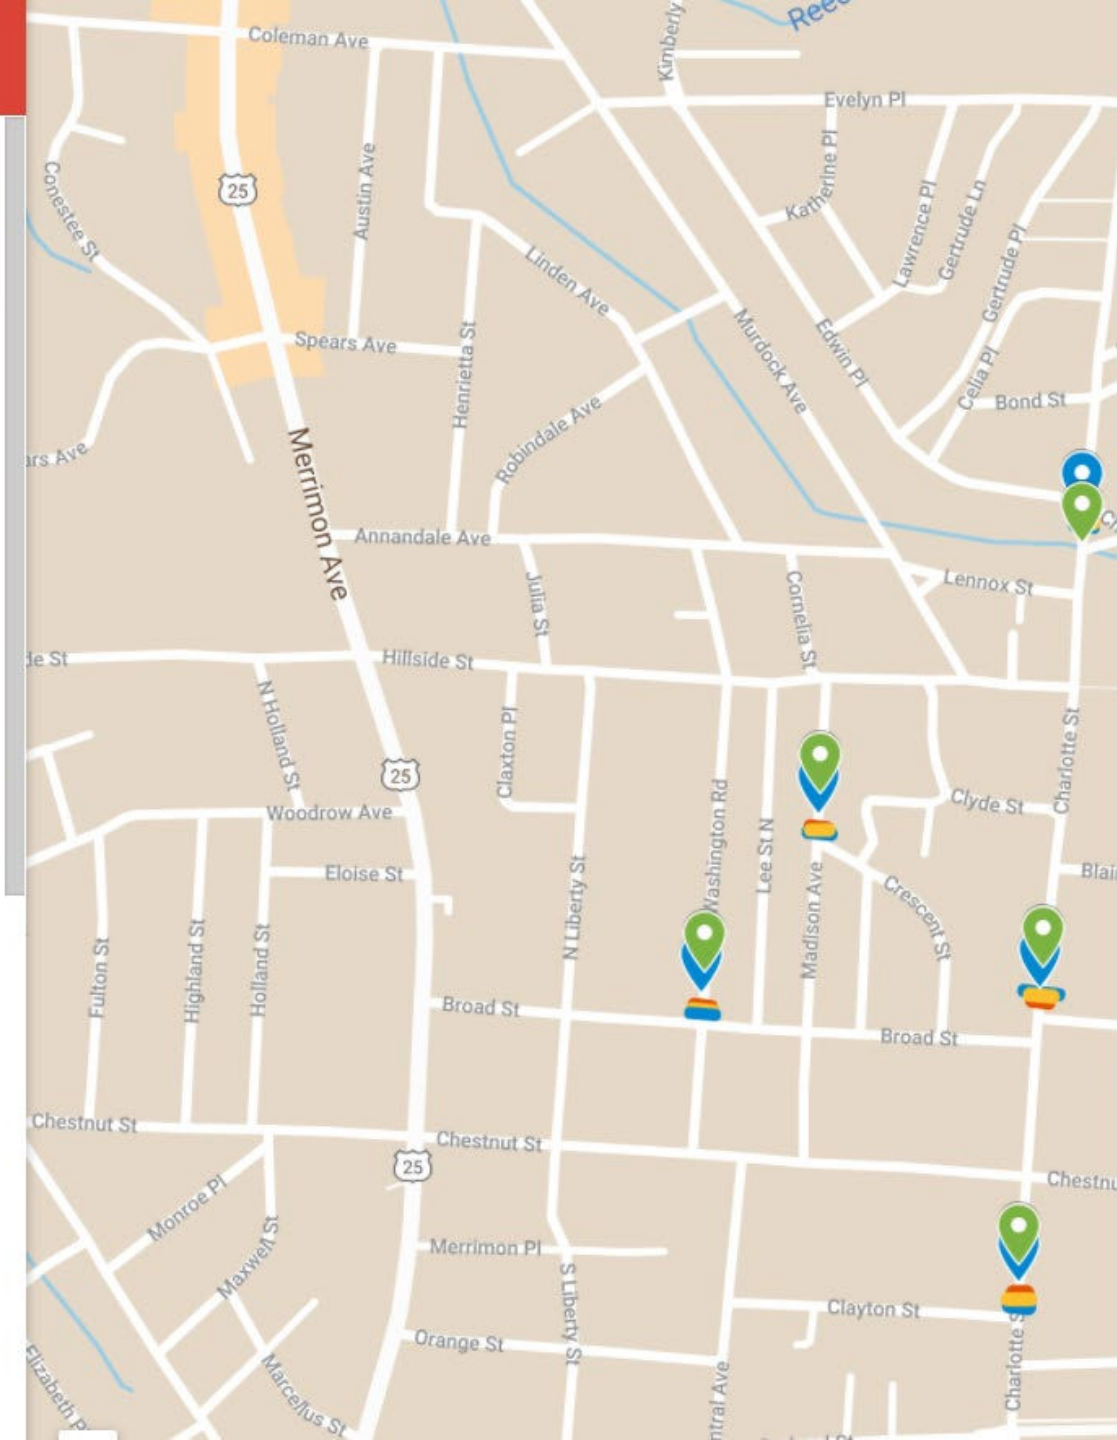 Coleman Ave
Kimberly
Evelyn Pl
Katherine Pl
Austin Ave
Conestee St
25
Lawrence Pl
Gertrude Ln
Gertrude Pl
Linden Ave
Murdock Ave
Edwin Pl
Spears Ave
Henrietta St
Celia Pl
Bond St
Robindale Ave
Merrimon Ave
Annandale Ave
Julia St
Cornelia St
Lennox St
Hillside St
N Holland St
Claxton Pl
25
Charlotte St
Woodrow Ave
Clyde St
Washington Rd
Lee St N
Eloise St
N Liberty St
Madison Ave
Crescent St
Fulton St
Highland St
Holland St
Broad St
Broad St
Chestnut St
Chestnut St
25
Monroe Pl
Maxwell St
Merrimon Pl
S Liberty St
Clayton St
Orange St
Marcellus St
Charlotte S
Elizabeth P